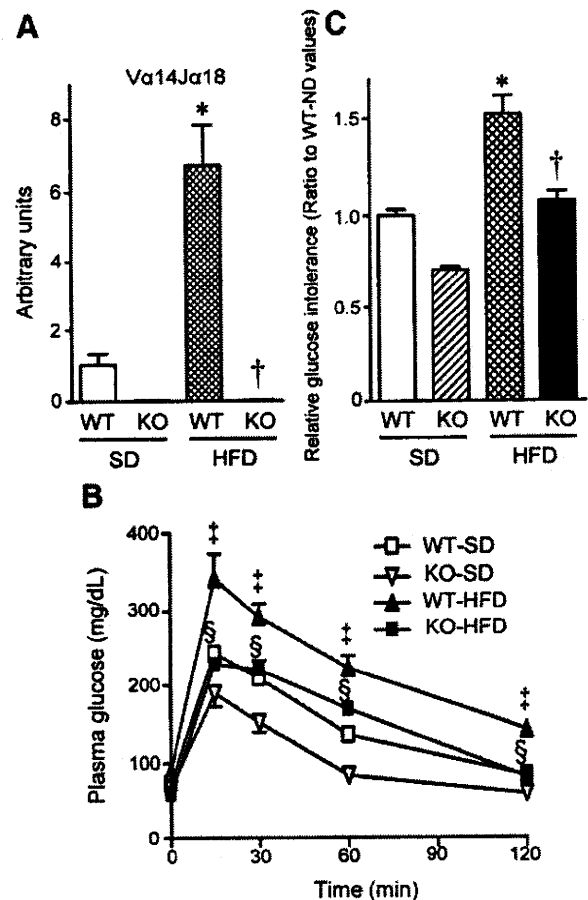 A
Vα14Jα18
Arbitrary units
8
6
4
2
0
*
†
WT KO WT KO
SD HFD
C
Relative glucose intolerance (Ratio to WT-ND values)
1.5
1.0
0.5
0
*
†
WT KO WT KO
SD HFD
B
Plasma glucose (mg/dL)
400
300
200
100
0
‡ ‡ ‡ ‡
§ § § §
WT-SD
KO-SD
WT-HFD
KO-HFD
0 30 60 90 120
Time (min)